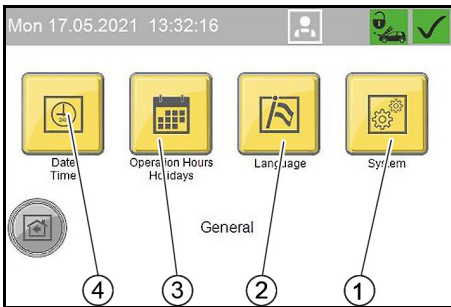 Mon 17.05.2021 13:32:16
24h
Date
Time
Operation Hours
Holidays
Language
System
General
4
3
2
1